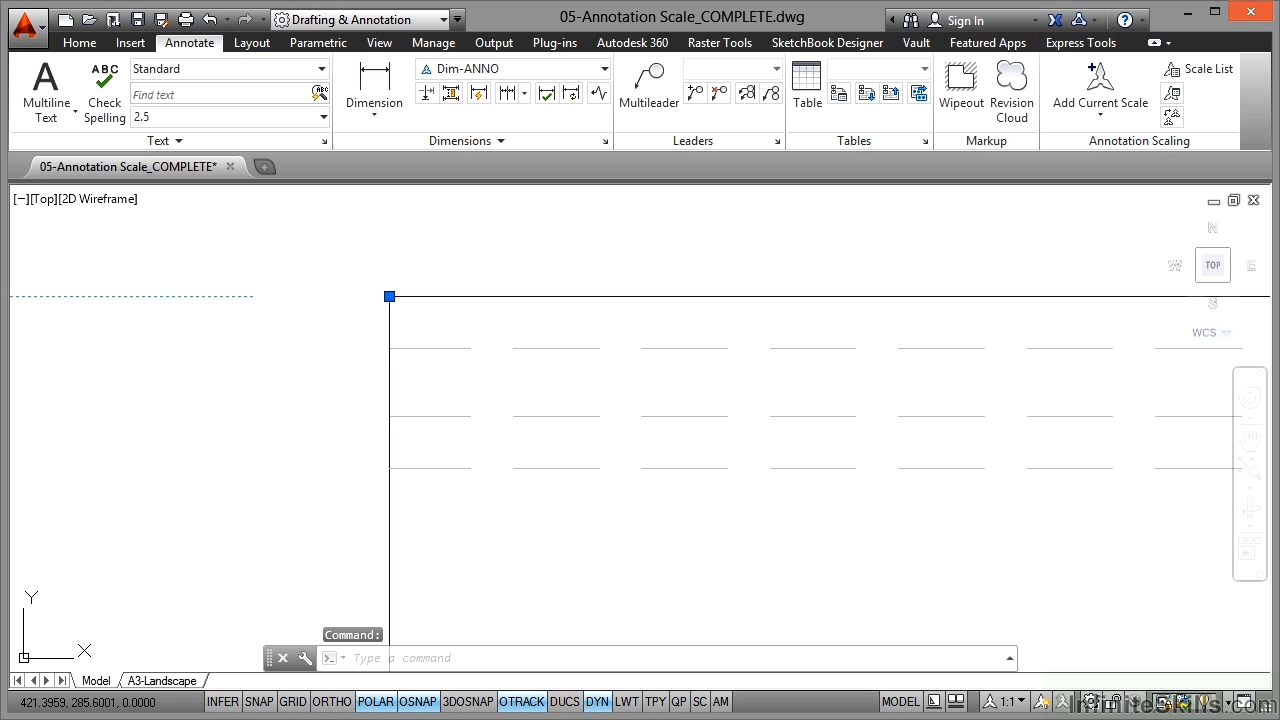 Drafting & Annotation
05-Annotation Scale_COMPLETE.dwg
Sign In
Home Insert Annotate Layout Parametric View Manage Output Plug-ins Autodesk 360 Raster Tools SketchBook Designer Vault Featured Apps Express Tools
Multiline Text
ABC
Check Spelling
Standard
Find text
2.5
Dimension
Dim-ANNO
Multileader
Table
Wipeout
Revision Cloud
Add Current Scale
Scale List
Text Dimensions Leaders Tables Markup Annotation Scaling
05-Annotation Scale_COMPLETE*
[−][Top][2D Wireframe]
N
W TOP E
S
WCS
Y
X
Command:
Type a command
Model A3-Landscape
421.3959, 285.6001, 0.0000 INFER SNAP GRID ORTHO POLAR OSNAP 3DOSNAP OTRACK DUCS DYN LWT TPY QP SC AM MODEL 1:1
InfiniteSkills.com